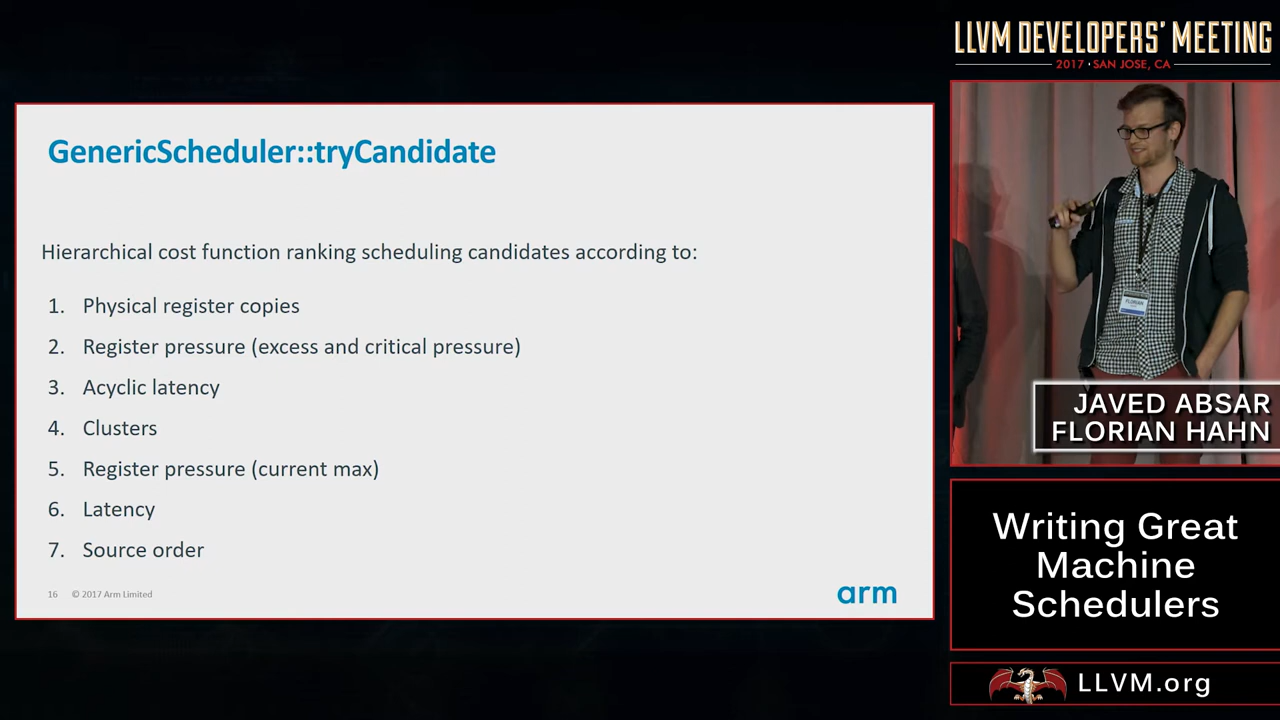 LLVM DEVELOPERS' MEETING
2017 · SAN JOSE, CA
GenericScheduler::tryCandidate
Hierarchical cost function ranking scheduling candidates according to:
1. Physical register copies
2. Register pressure (excess and critical pressure)
3. Acyclic latency
4. Clusters
5. Register pressure (current max)
6. Latency
7. Source order
16 © 2017 Arm Limited
arm
FLORIAN
JAVED ABSAR
FLORIAN HAHN
Writing Great
Machine
Schedulers
LLVM.org